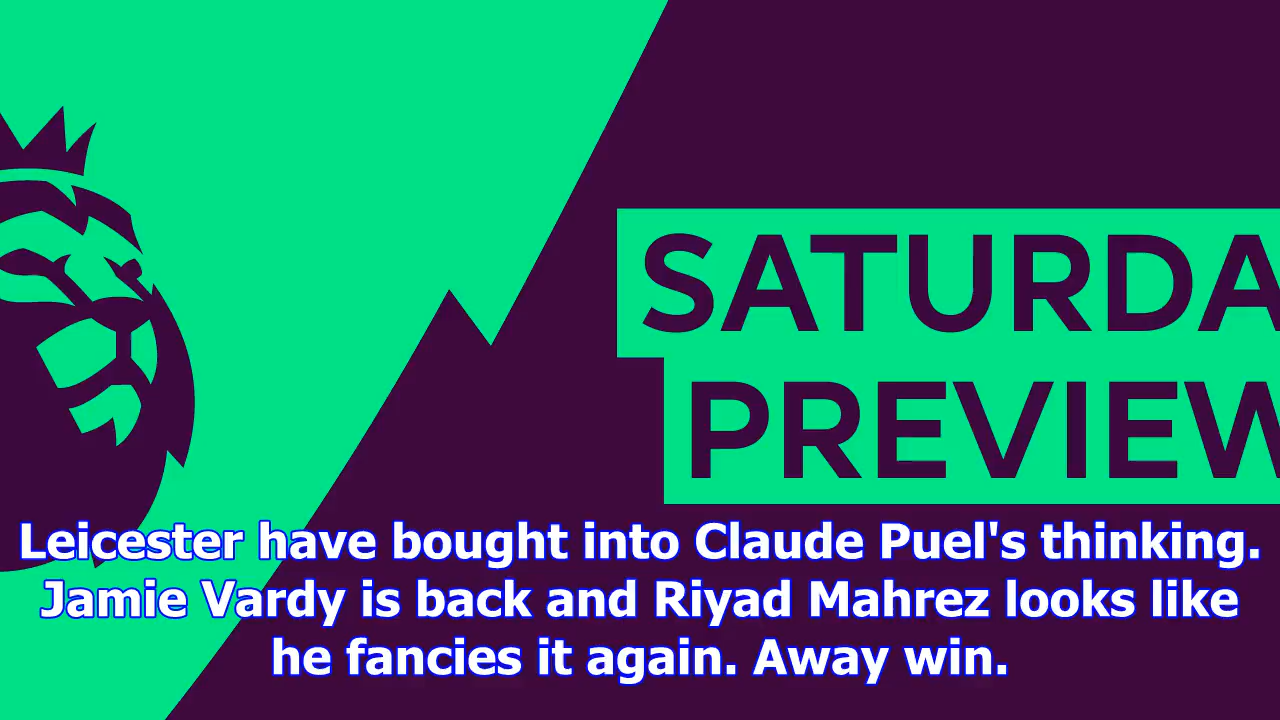 SATURDA
PREVIEW
Leicester have bought into Claude Puel's thinking.
Jamie Vardy is back and Riyad Mahrez looks like
he fancies it again. Away win.